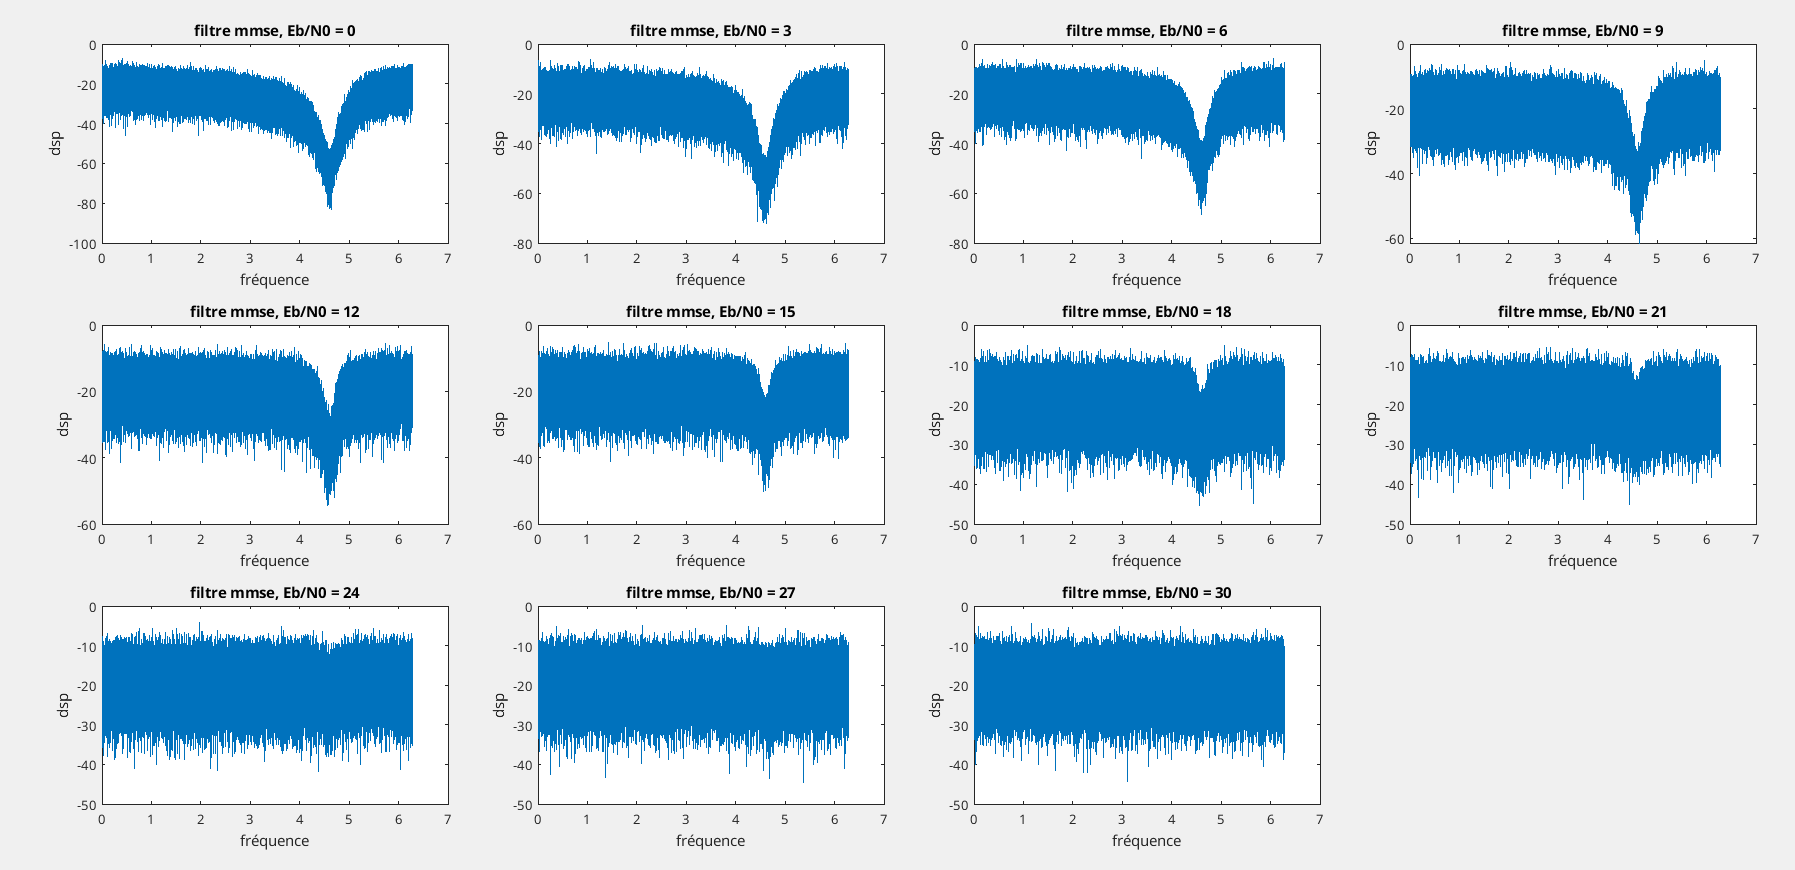 filtre mmse, Eb/N0 = 0
0
-20
-40
-60
-80
-100
dsp
0 1 2 3 4 5 6 7
fréquence
filtre mmse, Eb/N0 = 3
0
-20
-40
-60
-80
dsp
0 1 2 3 4 5 6 7
fréquence
filtre mmse, Eb/N0 = 6
0
-20
-40
-60
-80
dsp
0 1 2 3 4 5 6 7
fréquence
filtre mmse, Eb/N0 = 9
0
-20
-40
-60
dsp
0 1 2 3 4 5 6 7
fréquence
filtre mmse, Eb/N0 = 12
0
-20
-40
-60
dsp
0 1 2 3 4 5 6 7
fréquence
filtre mmse, Eb/N0 = 15
0
-20
-40
-60
dsp
0 1 2 3 4 5 6 7
fréquence
filtre mmse, Eb/N0 = 18
0
-10
-20
-30
-40
-50
dsp
0 1 2 3 4 5 6 7
fréquence
filtre mmse, Eb/N0 = 21
0
-10
-20
-30
-40
-50
dsp
0 1 2 3 4 5 6 7
fréquence
filtre mmse, Eb/N0 = 24
0
-10
-20
-30
-40
-50
dsp
0 1 2 3 4 5 6 7
fréquence
filtre mmse, Eb/N0 = 27
0
-10
-20
-30
-40
-50
dsp
0 1 2 3 4 5 6 7
fréquence
filtre mmse, Eb/N0 = 30
0
-10
-20
-30
-40
-50
dsp
0 1 2 3 4 5 6 7
fréquence